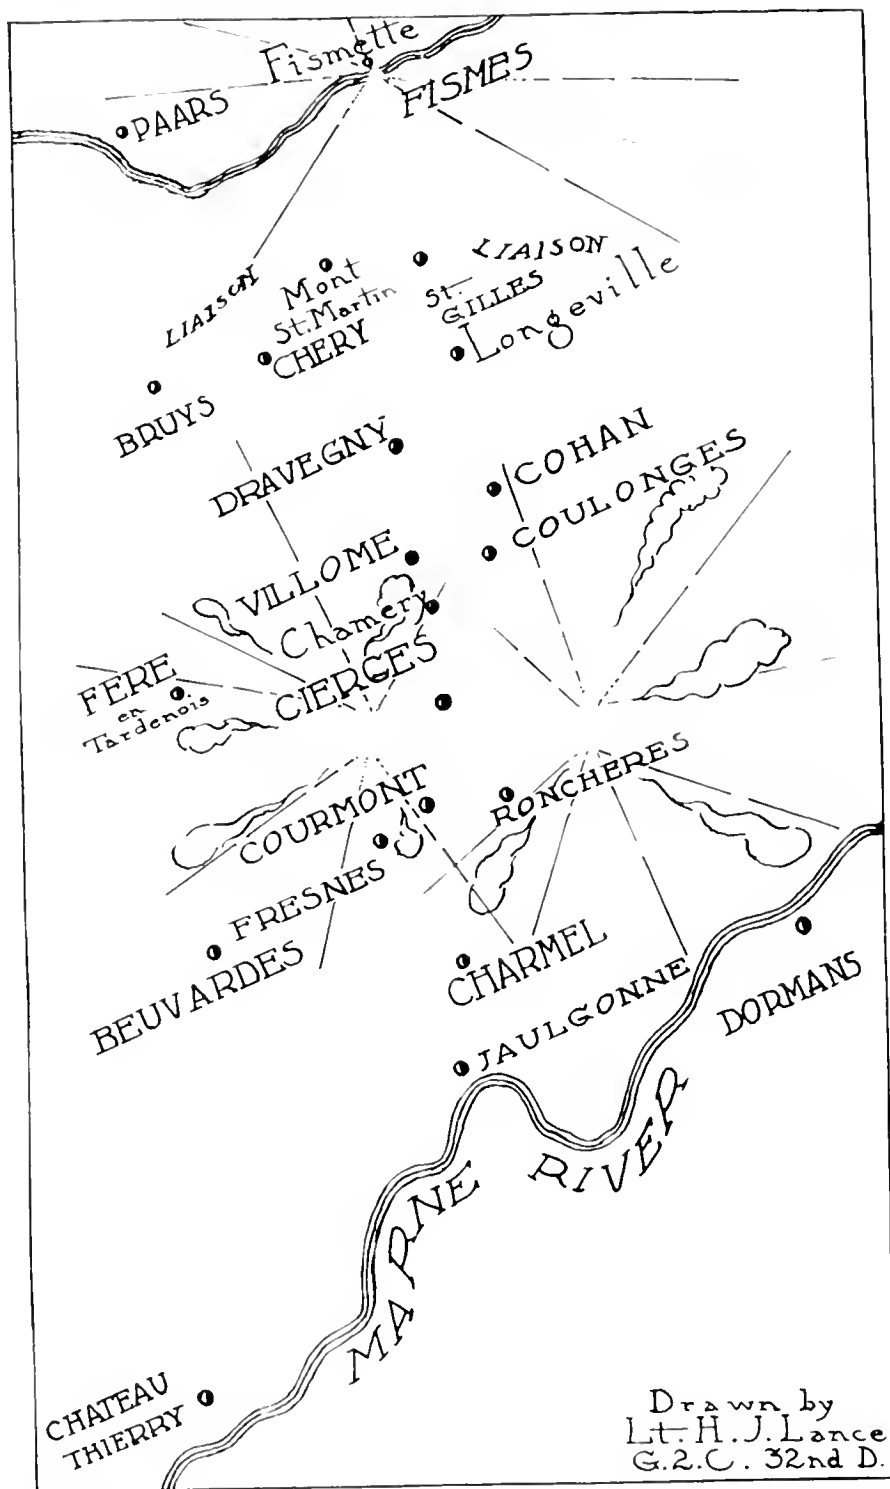 Fismette
FISMES
PAARS
LIAISON
LIAISON
Mont
St. Martin
St.
GILLES
CHERY
Longeville
BRUYS
DRAVEGNY
COHAN
COULONGES
VILLOME
Chamery
CIERGES
FERE
en
Tardenois
COURMONT
RONCHERES
FRESNES
BEUVARDES
CHARMEL
JAULGONNE
DORMANS
MARNE RIVER
CHATEAU
THIERRY
Drawn by
Lt. H. J. Lance
G.2.C. 32nd D.